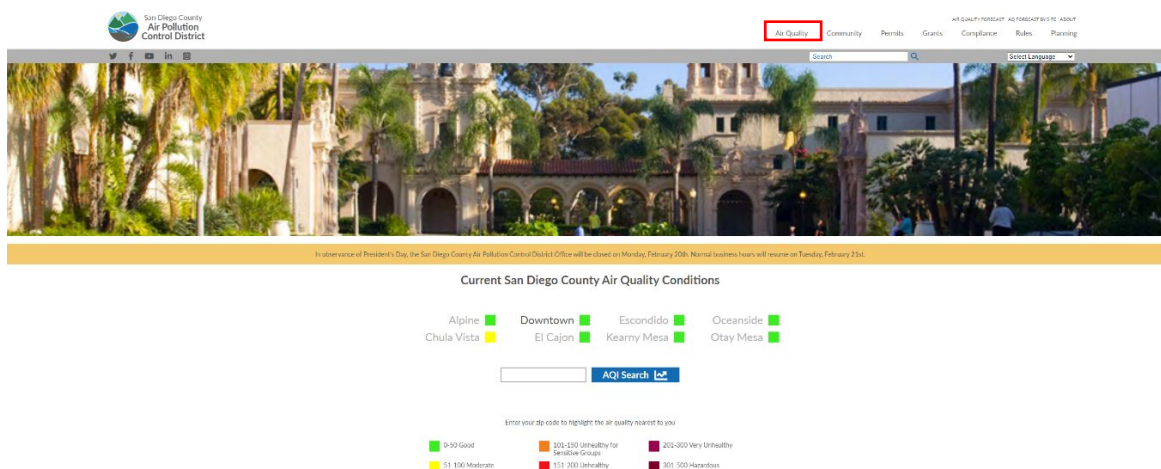 San Diego County
Air Pollution
Control District
AIR QUALITY FORECAST AQ FORECAST BY SITE ABOUT
Air Quality Community Permits Grants Compliance Rules Planning
Search
Select Language
In observance of President's Day, the San Diego County Air Pollution Control District Office will be closed on Monday, February 20th. Normal business hours will resume on Tuesday, February 21st.
Current San Diego County Air Quality Conditions
Alpine Downtown Escondido Oceanside
Chula Vista El Cajon Kearny Mesa Otay Mesa
AQI Search
Enter your zip code to highlight the air quality nearest to you
0-50 Good 101-150 Unhealthy for Sensitive Groups 201-300 Very Unhealthy
51-100 Moderate 151-200 Unhealthy 301-500 Hazardous